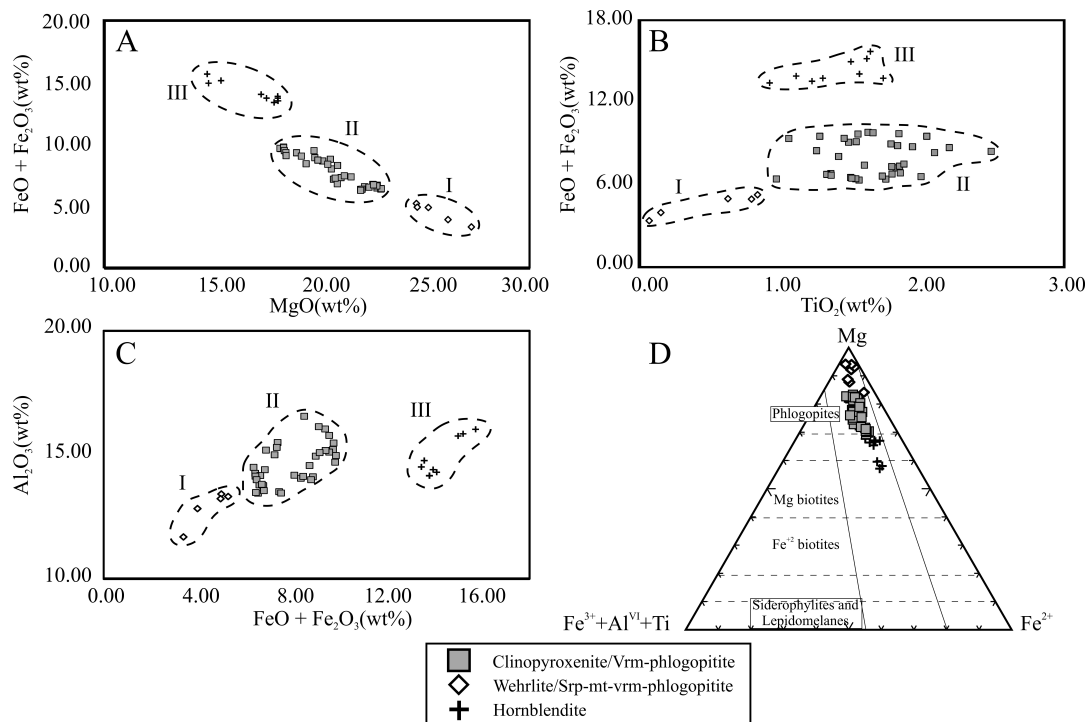 A
FeO + Fe₂O₃(wt%)
20.00
15.00
10.00
5.00
0.00
III
II
I
10.00 15.00 20.00 25.00 30.00
MgO(wt%)
B
FeO + Fe₂O₃(wt%)
18.00
12.00
6.00
0.00
III
I
II
0.00 1.00 2.00 3.00
TiO₂(wt%)
C
Al₂O₃(wt%)
20.00
15.00
10.00
II
III
I
0.00 4.00 8.00 12.00 16.00
FeO + Fe₂O₃(wt%)
D
Mg
Phlogopites
Mg biotites
Fe⁺² biotites
Siderophylites and
Lepidomelanes
Fe³⁺+Al^VI+Ti
Fe²⁺
Clinopyroxenite/Vrm-phlogopitite
Wehrlite/Srp-mt-vrm-phlogopitite
Hornblendite